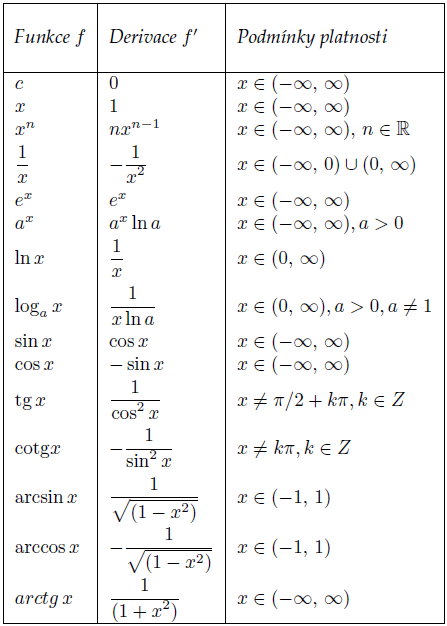 Funkce f Derivace f′ Podmínky platnosti
c 0 x ∈ (−∞, ∞)
x 1 x ∈ (−∞, ∞)
xⁿ nxⁿ⁻¹ x ∈ (−∞, ∞), n ∈ ℝ
1/x −1/x² x ∈ (−∞, 0) ∪ (0, ∞)
eˣ eˣ x ∈ (−∞, ∞)
aˣ aˣ ln a x ∈ (−∞, ∞), a > 0
ln x 1/x x ∈ (0, ∞)
logₐ x 1/(x ln a) x ∈ (0, ∞), a > 0, a ≠ 1
sin x cos x x ∈ (−∞, ∞)
cos x − sin x x ∈ (−∞, ∞)
tg x 1/cos² x x ≠ π/2 + kπ, k ∈ Z
cotgx −1/sin² x x ≠ kπ, k ∈ Z
arcsin x 1/√(1 − x²) x ∈ (−1, 1)
arccos x −1/√(1 − x²) x ∈ (−1, 1)
arctg x 1/(1 + x²) x ∈ (−∞, ∞)